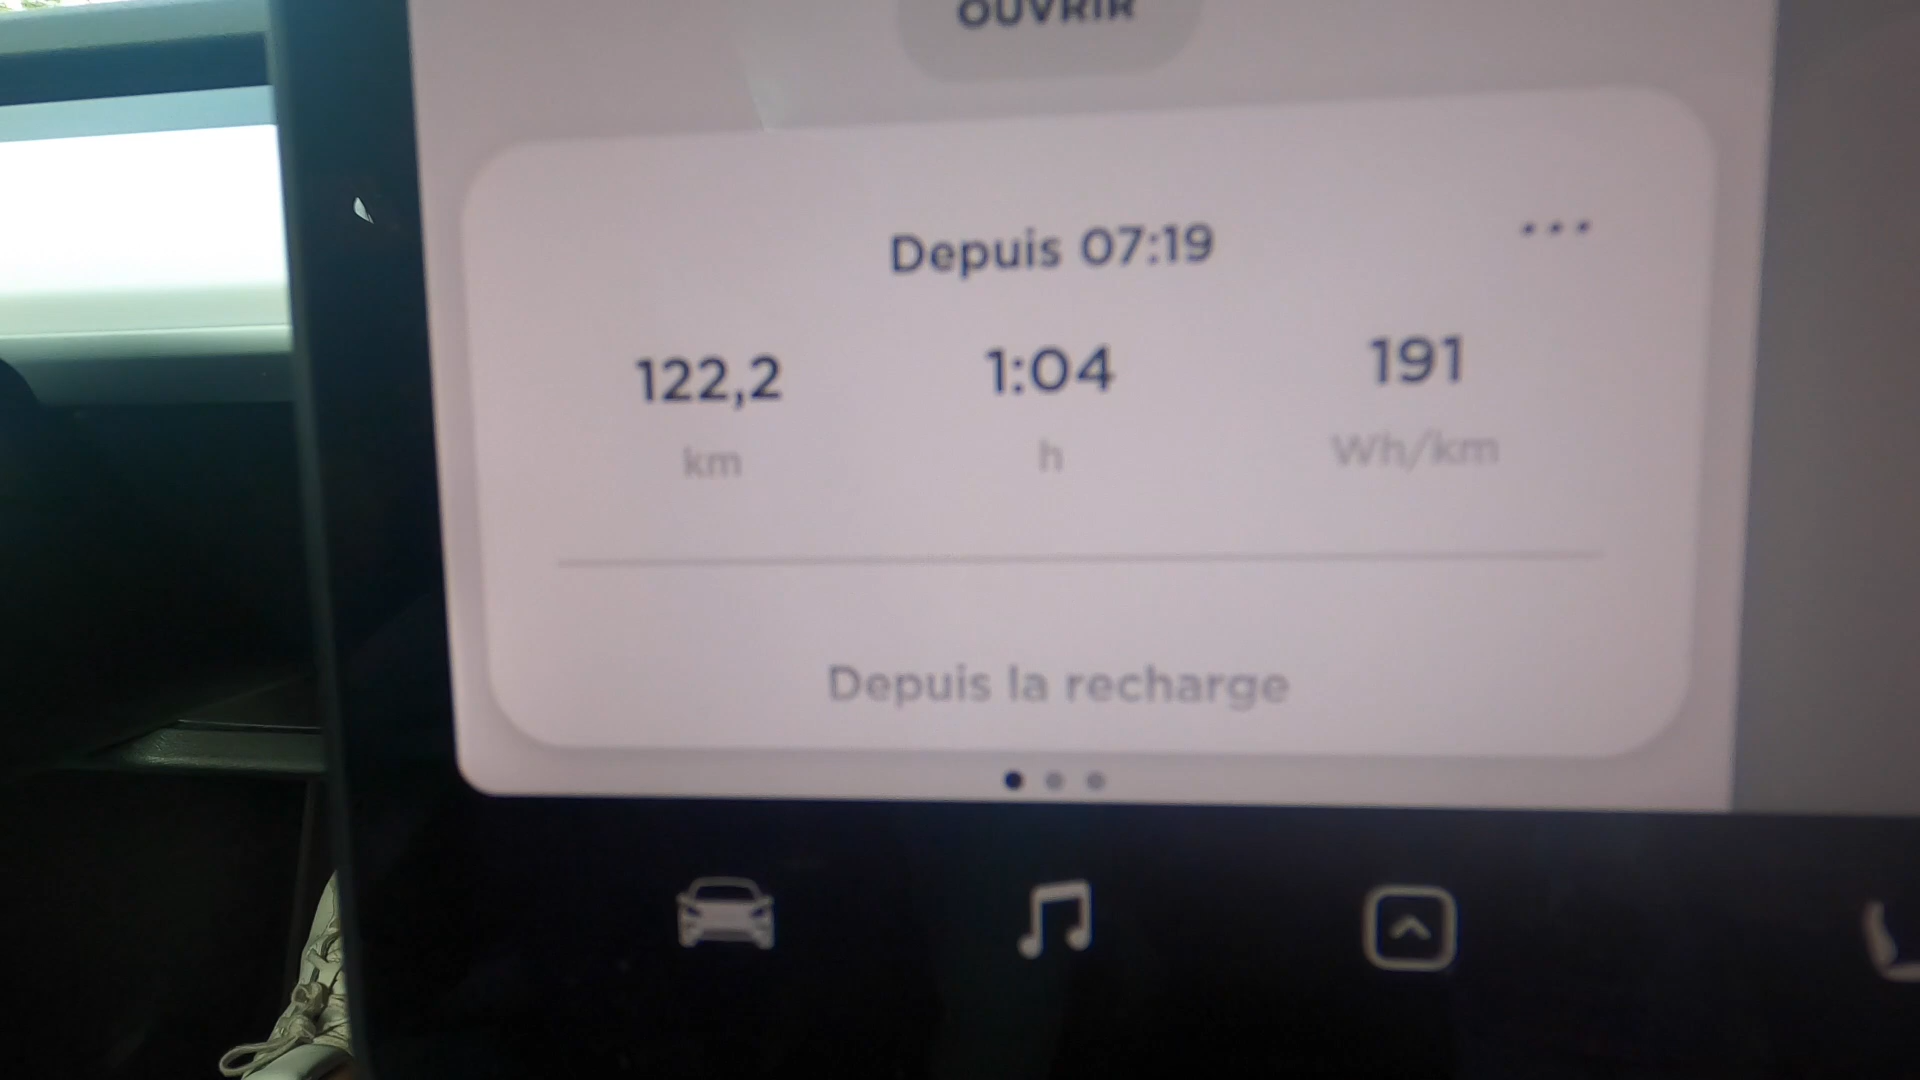 OUVRIR
Depuis 07:19
122,2 1:04 191
km h Wh/km
Depuis la recharge